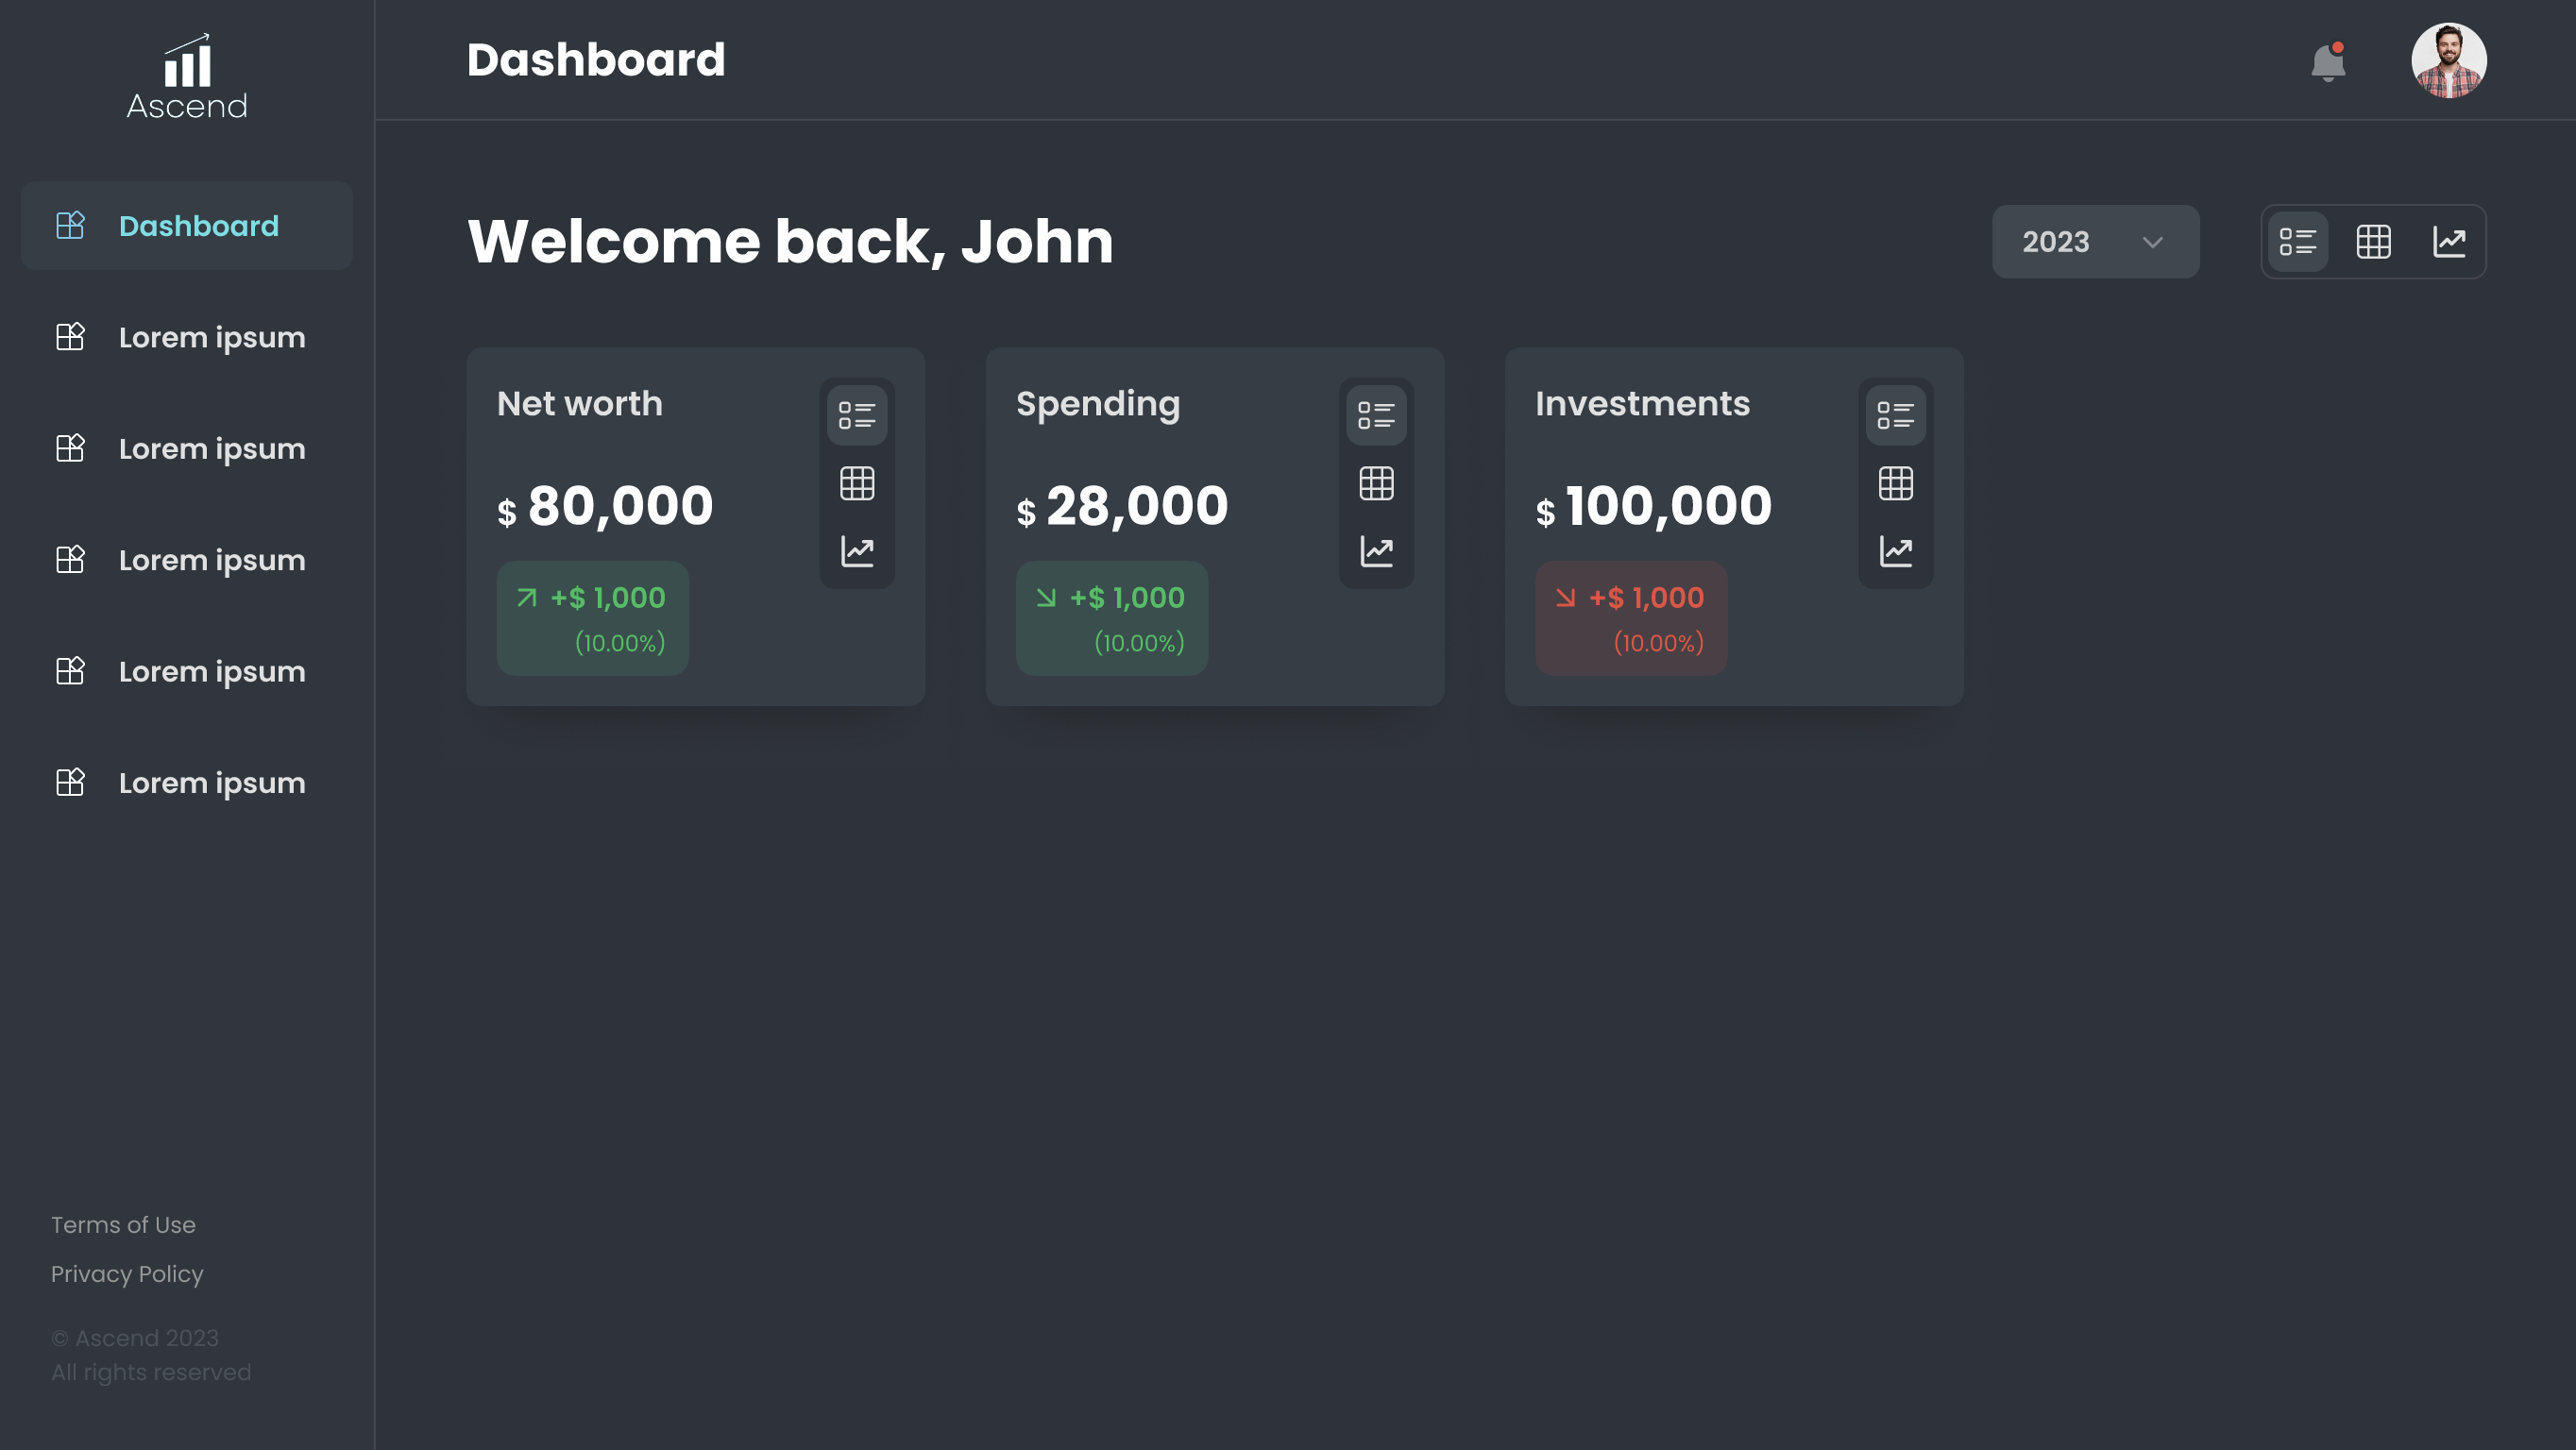 Ascend
Dashboard
Lorem ipsum
Lorem ipsum
Lorem ipsum
Lorem ipsum
Lorem ipsum
Terms of Use
Privacy Policy
© Ascend 2023
All rights reserved
Dashboard
Welcome back, John
2023
Net worth
$ 80,000
+$ 1,000
(10.00%)
Spending
$ 28,000
+$ 1,000
(10.00%)
Investments
$ 100,000
+$ 1,000
(10.00%)